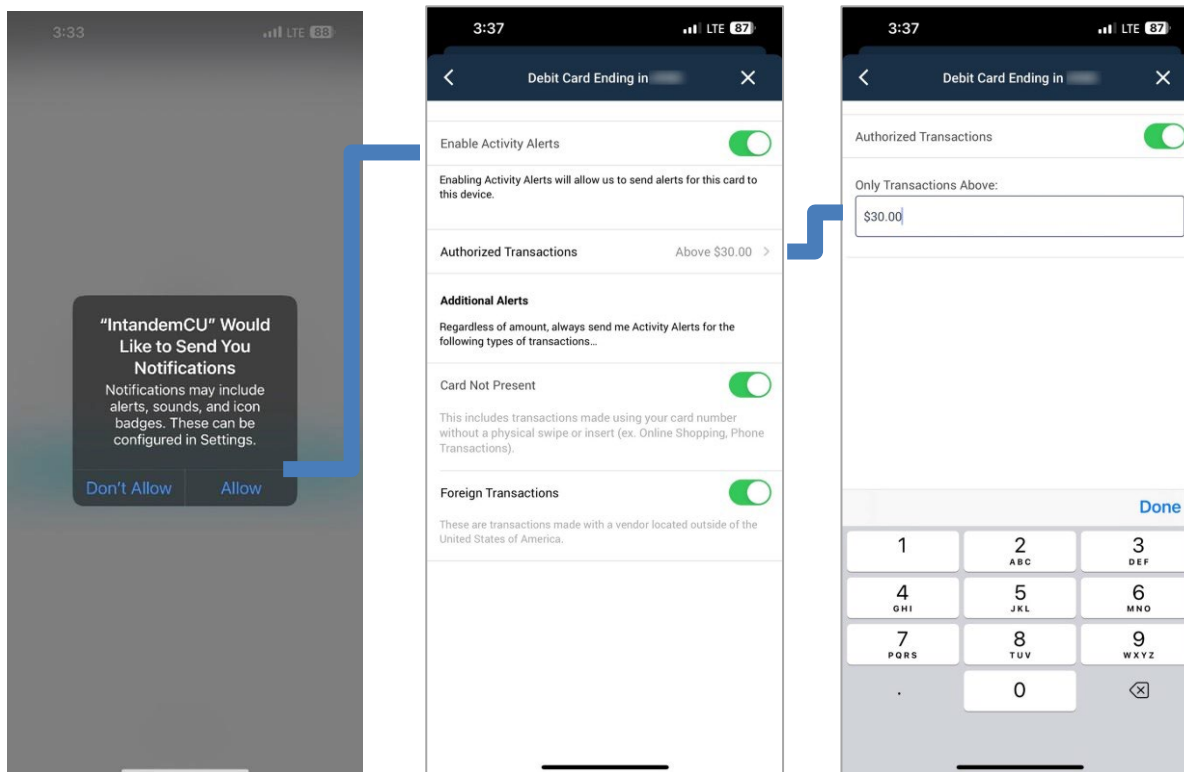 3:33
LTE 88
“IntandemCU” Would
Like to Send You
Notifications
Notifications may include
alerts, sounds, and icon
badges. These can be
configured in Settings.
Don’t Allow Allow
3:37
LTE 87
Debit Card Ending in
Enable Activity Alerts
Enabling Activity Alerts will allow us to send alerts for this card to
this device.
Authorized Transactions Above $30.00 >
Additional Alerts
Regardless of amount, always send me Activity Alerts for the
following types of transactions...
Card Not Present
This includes transactions made using your card number
without a physical swipe or insert (ex. Online Shopping, Phone
Transactions).
Foreign Transactions
These are transactions made with a vendor located outside of the
United States of America.
3:37
LTE 87
Debit Card Ending in
Authorized Transactions
Only Transactions Above:
$30.00
Done
1 2 3
ABC DEF
4 5 6
GHI JKL MNO
7 8 9
PQRS TUV WXYZ
. 0